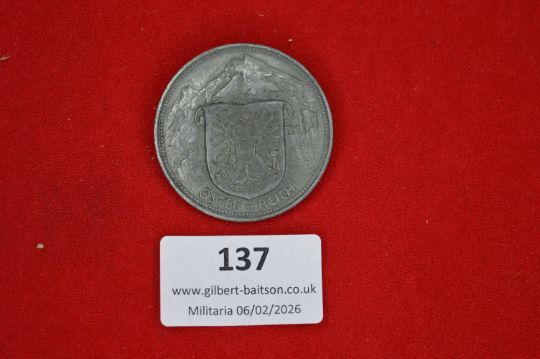 ÖSTER-REICH
137
www.gilbert-baitson.co.uk
Militaria 06/02/2026